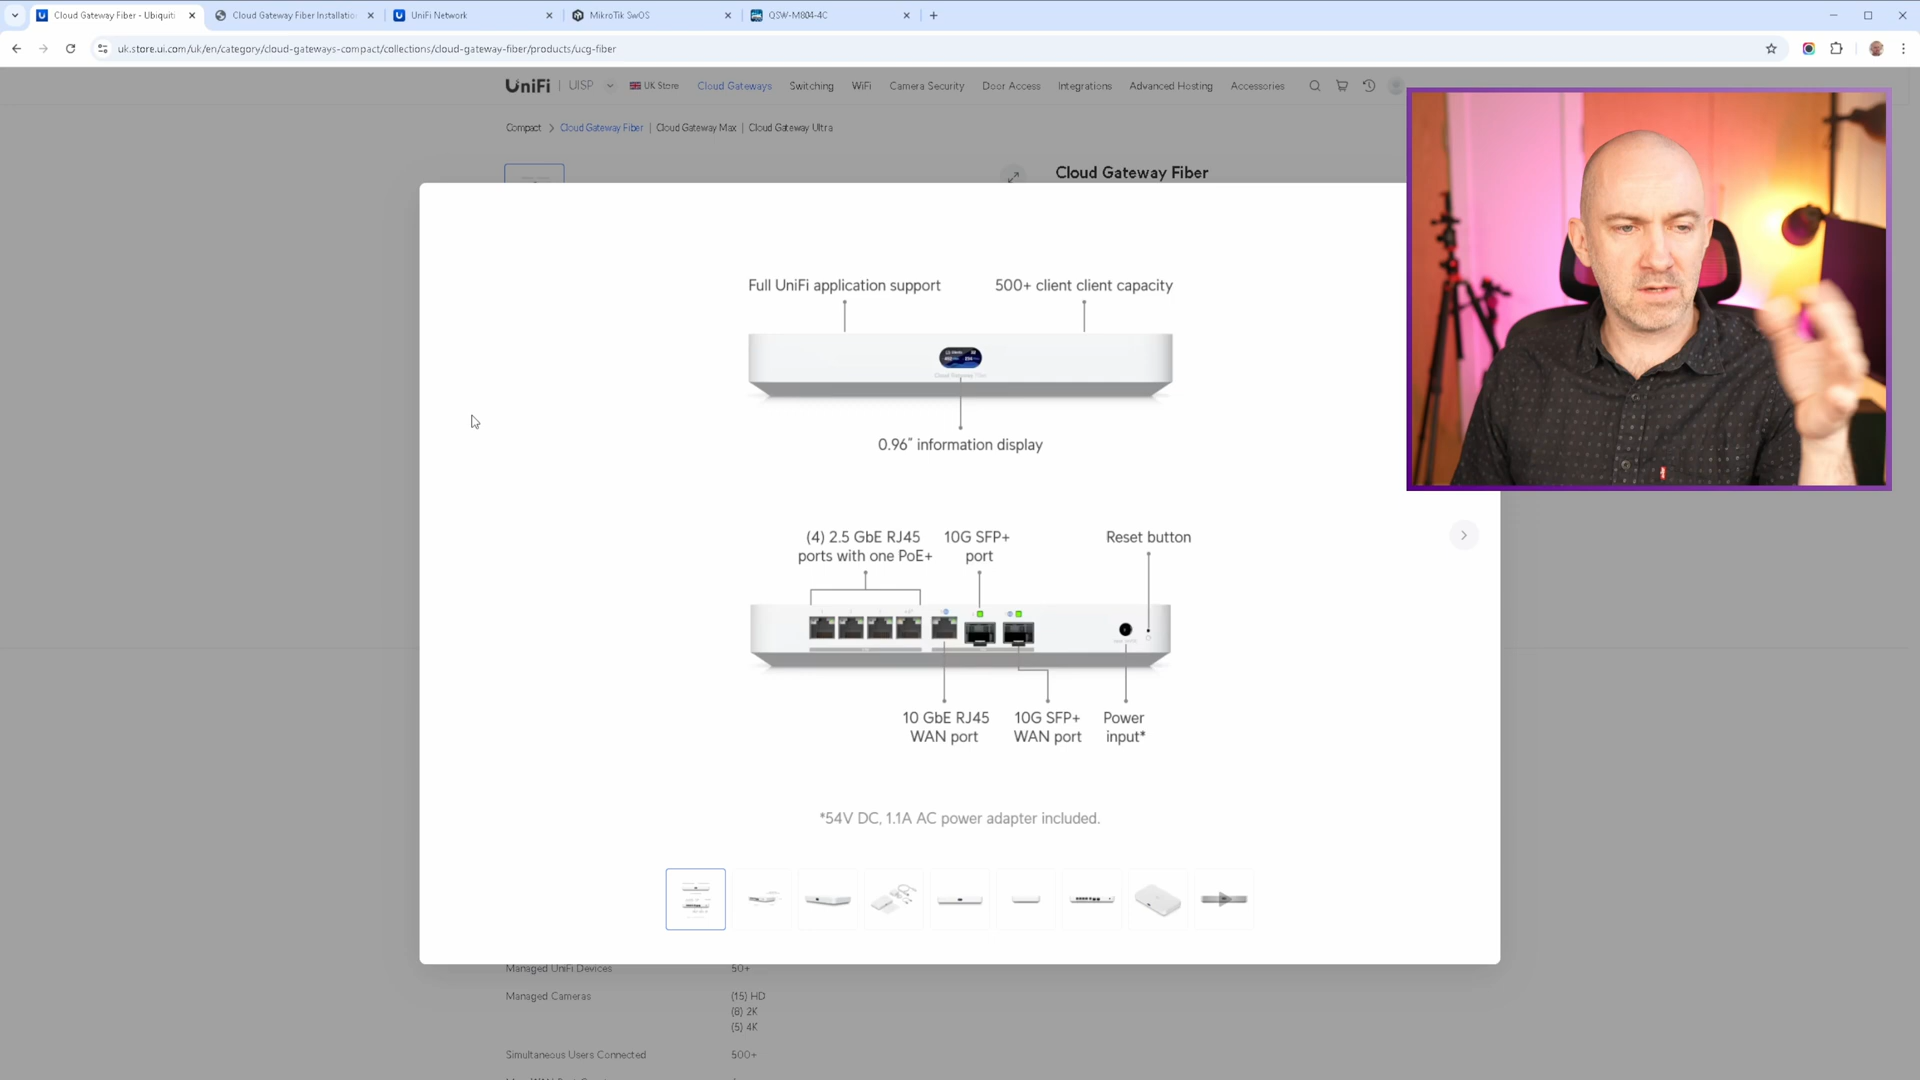 Cloud Gateway Fiber - Ubiquiti
Cloud Gateway Fiber Installatio
UniFi Network
MikroTik SwOS
QSW-M804-4C
uk.store.ui.com/uk/en/category/cloud-gateways-compact/collections/cloud-gateway-fiber/products/ucg-fiber
UniFi | UISP UK Store Cloud Gateways Switching WiFi Camera Security Door Access Integrations Advanced Hosting Accessories
Compact > Cloud Gateway Fiber | Cloud Gateway Max | Cloud Gateway Ultra
Cloud Gateway Fiber
Full UniFi application support
500+ client client capacity
Cloud Gateway Fiber
0.96" information display
(4) 2.5 GbE RJ45
ports with one PoE+
10G SFP+
port
Reset button
10 GbE RJ45
WAN port
10G SFP+
WAN port
Power
input*
*54V DC, 1.1A AC power adapter included.
Managed UniFi Devices 50+
Managed Cameras (15) HD
(8) 2K
(5) 4K
Simultaneous Users Connected 500+